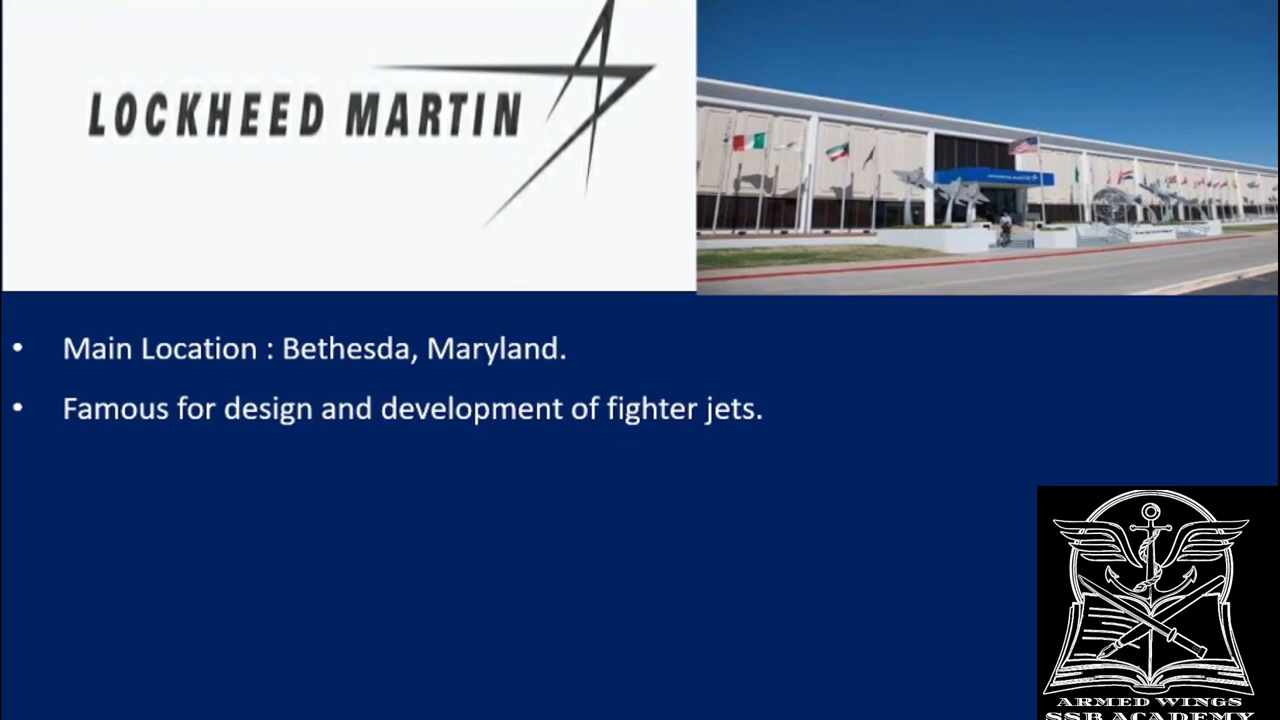 LOCKHEED MARTIN
• Main Location : Bethesda, Maryland.
• Famous for design and development of fighter jets.
ARMED WINGS
SSB ACADEMY